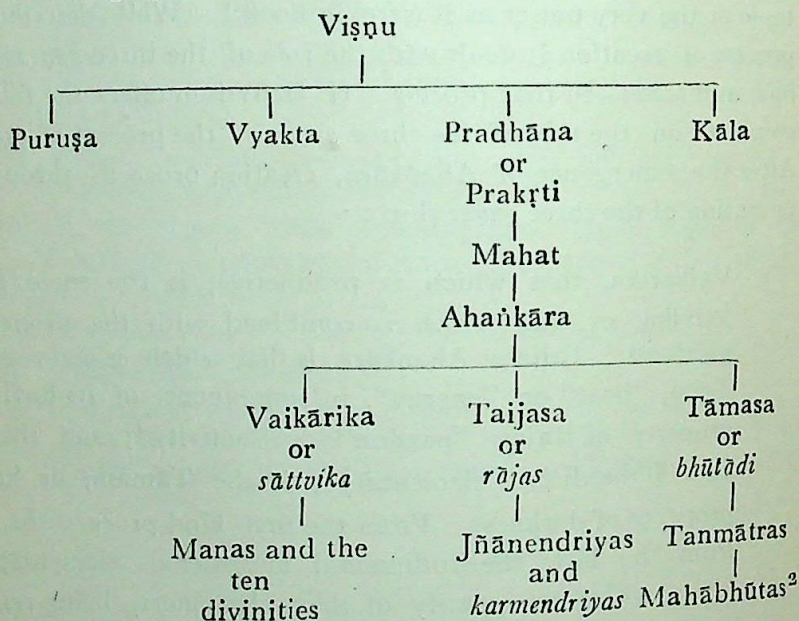 Viṣṇu
Puruṣa Vyakta Pradhāna Kāla
or
Prakṛti
Mahat
Ahaṅkāra
Vaikārika Taijasa Tāmasa
or or or
sāttvika rājas bhūtādi
Manas and the Jñānendriyas Tanmātras
ten and
divinities karmendriyas Mahābhūtas²